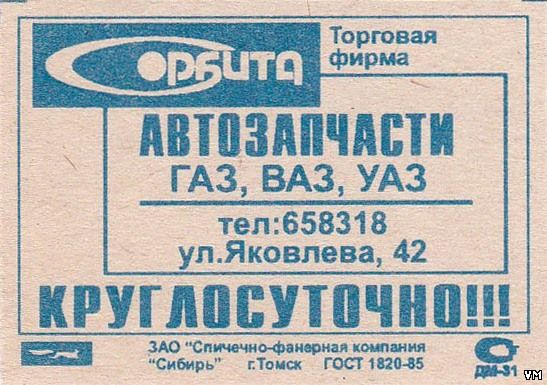 Орбита
Торговая
фирма
АВТОЗАПЧАСТИ
ГАЗ, ВАЗ, УАЗ
тел:658318
ул.Яковлева, 42
КРУГЛОСУТОЧНО!!!
ЗАО "Спичечно-фанерная компания
"Сибирь" г.Томск ГОСТ 1820-85
ДМ-31
VM